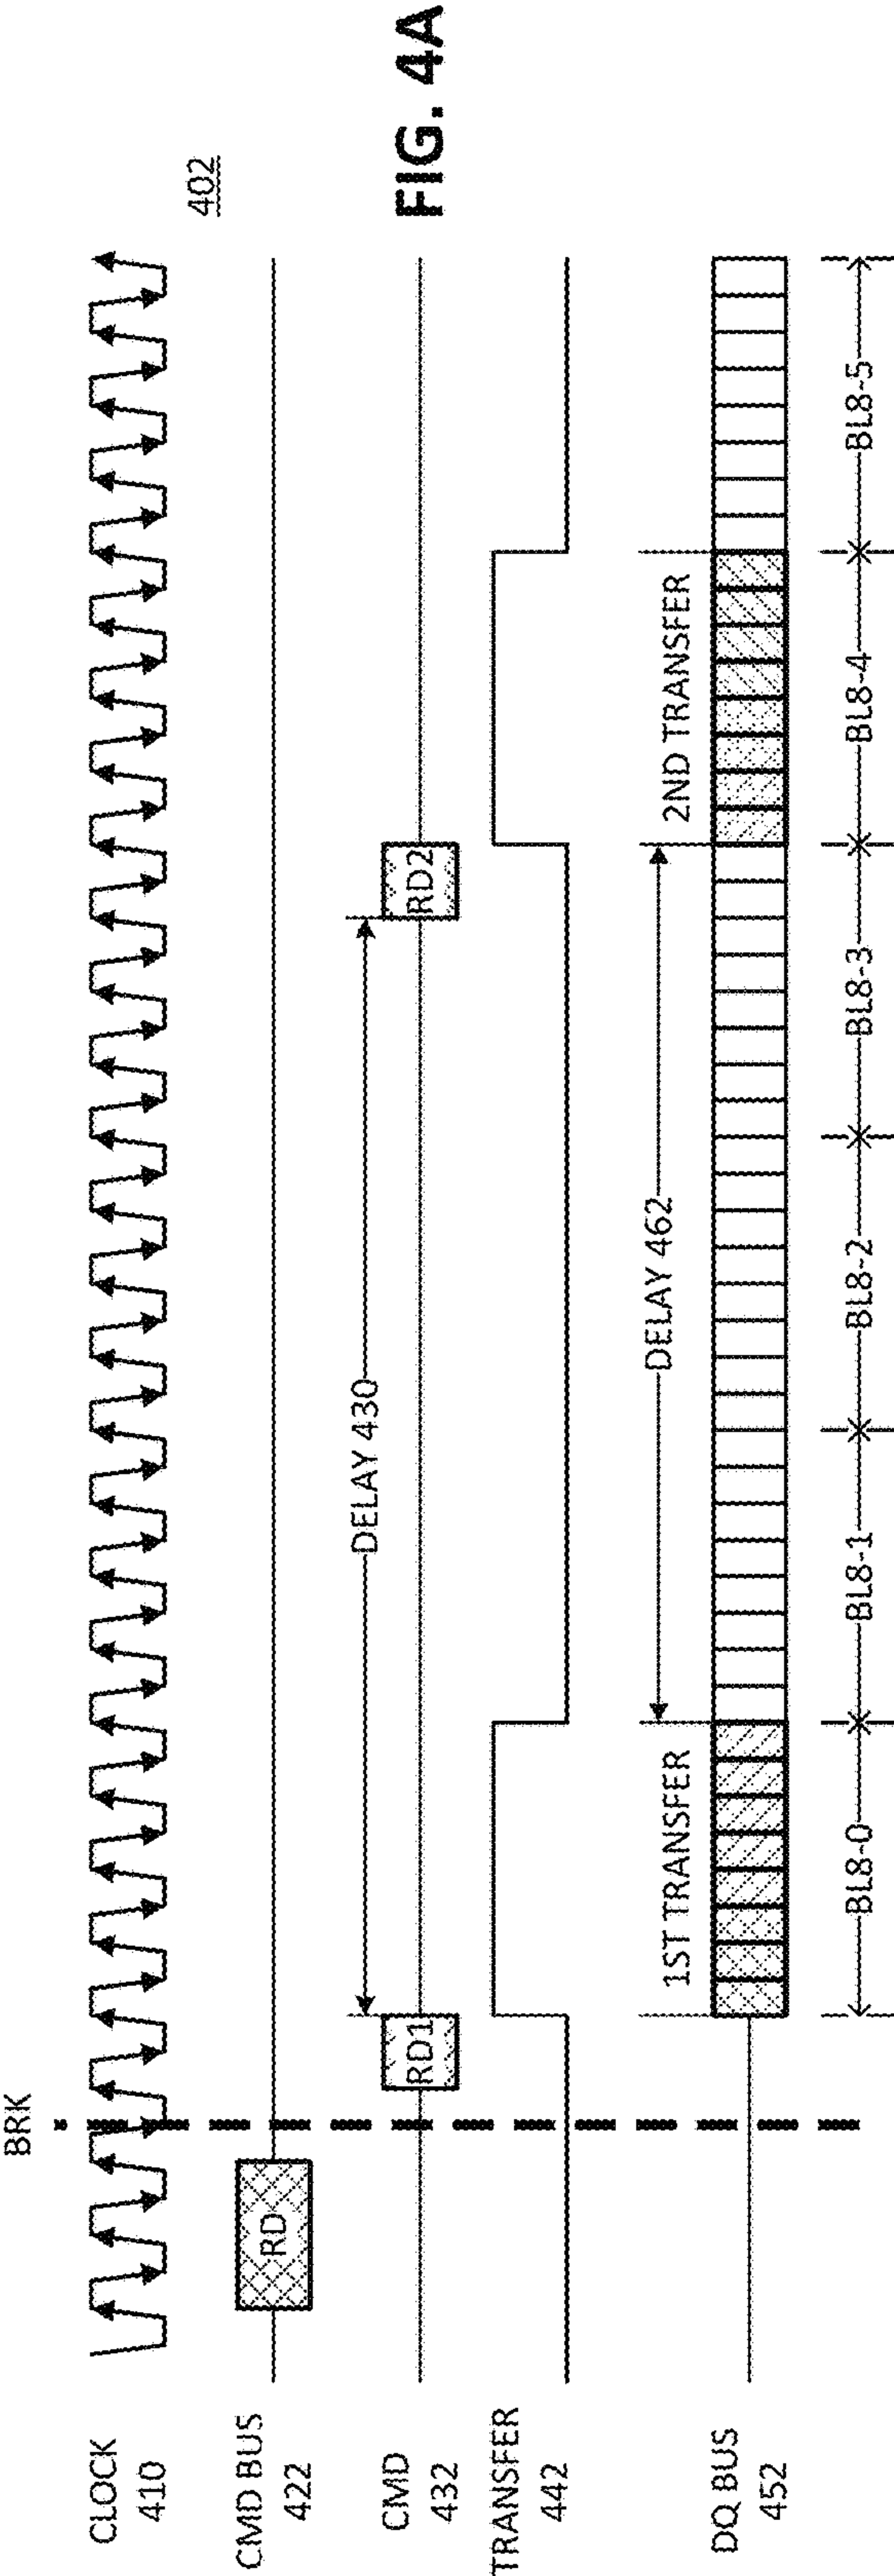 BRK
CLOCK
410
402
CMD BUS
422
RD
DELAY 430
CMD
432
RD1
RD2
TRANSFER
442
1ST TRANSFER
DELAY 462
2ND TRANSFER
DQ BUS
452
BL8-0
BL8-1
BL8-2
BL8-3
BL8-4
BL8-5
FIG. 4A